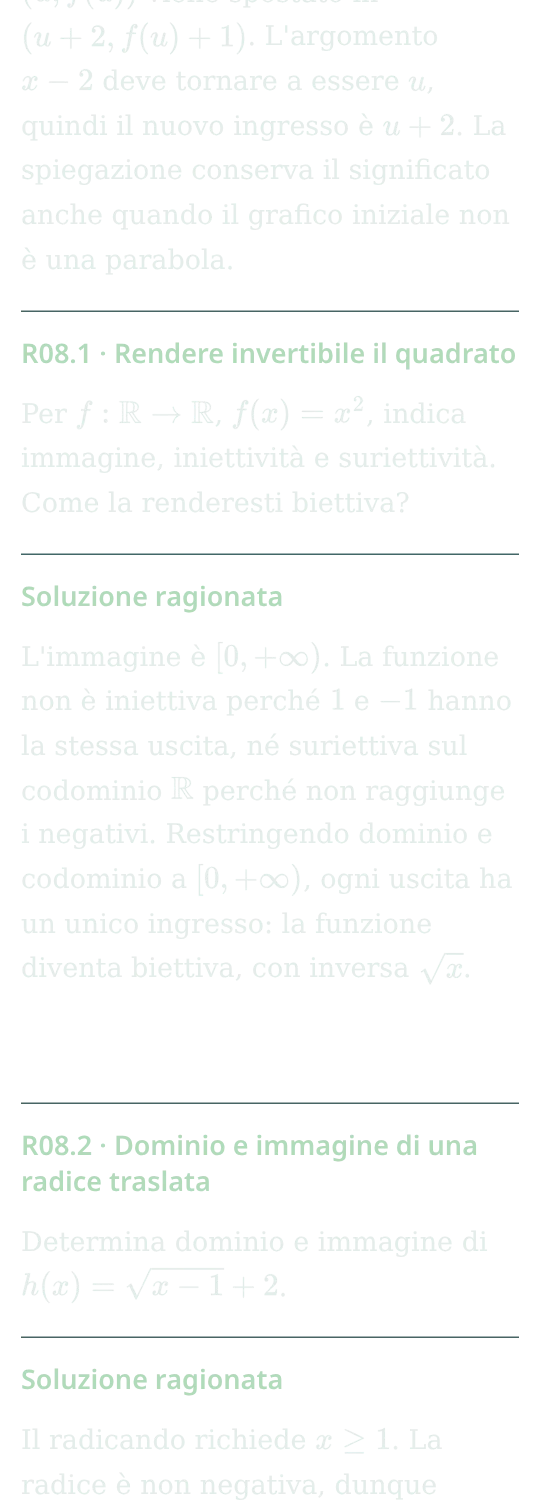 (u + 2, f(u) + 1). L'argomento
x − 2 deve tornare a essere u,
quindi il nuovo ingresso è u + 2. La
spiegazione conserva il significato
anche quando il grafico iniziale non
è una parabola.
R08.1 · Rendere invertibile il quadrato
Per f : ℝ → ℝ, f(x) = x², indica
immagine, iniettività e suriettività.
Come la renderesti biettiva?
Soluzione ragionata
L'immagine è [0, +∞). La funzione
non è iniettiva perché 1 e −1 hanno
la stessa uscita, né suriettiva sul
codominio ℝ perché non raggiunge
i negativi. Restringendo dominio e
codominio a [0, +∞), ogni uscita ha
un unico ingresso: la funzione
diventa biettiva, con inversa √x.
R08.2 · Dominio e immagine di una
radice traslata
Determina dominio e immagine di
h(x) = √(x − 1) + 2.
Soluzione ragionata
Il radicando richiede x ≥ 1. La
radice è non negativa, dunque